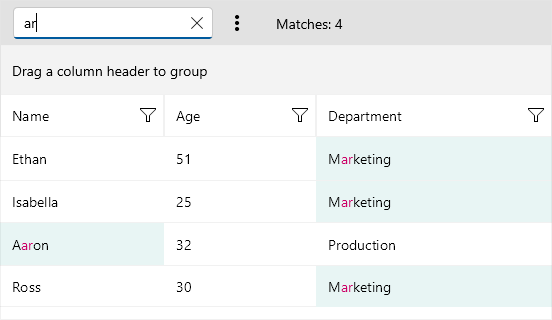 ar Matches: 4
Drag a column header to group
Name Age Department
Ethan 51 Marketing
Isabella 25 Marketing
Aaron 32 Production
Ross 30 Marketing